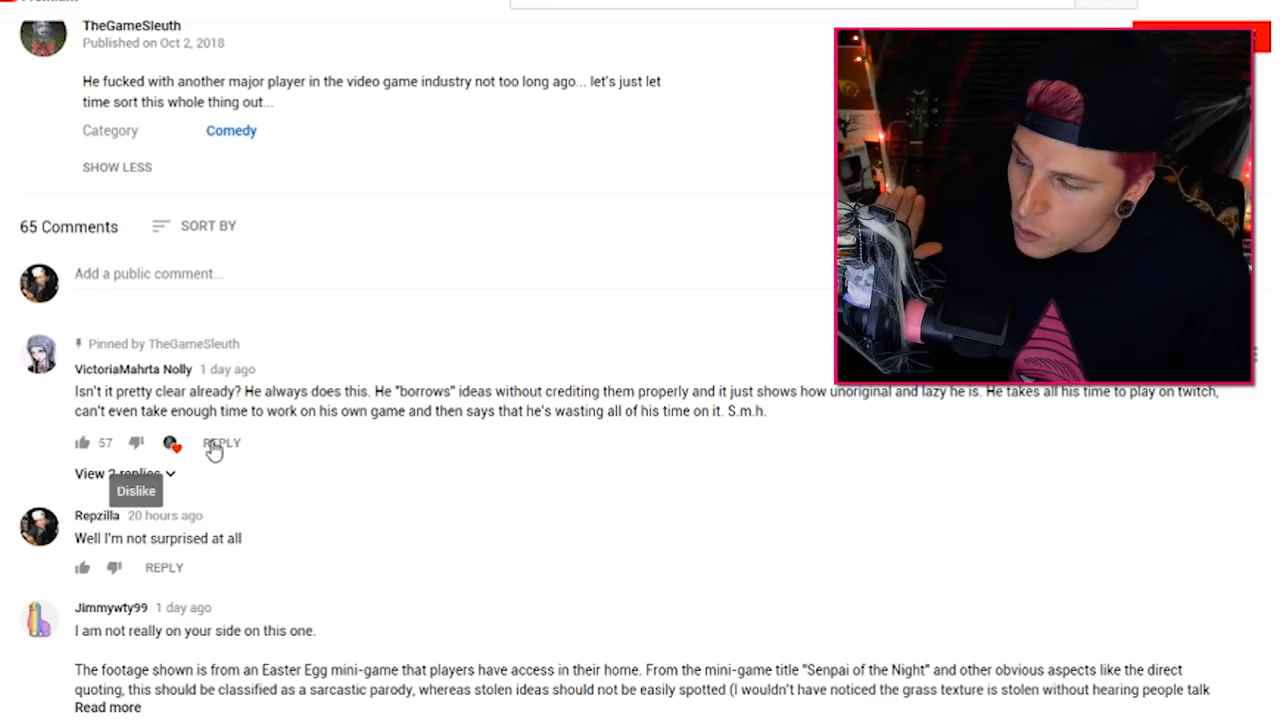 TheGameSleuth
Published on Oct 2, 2018
He fucked with another major player in the video game industry not too long ago... let's just let
time sort this whole thing out...
Category Comedy
SHOW LESS
65 Comments SORT BY
Add a public comment...
Pinned by TheGameSleuth
VictoriaMahrta Nolly 1 day ago
Isn't it pretty clear already? He always does this. He "borrows" ideas without crediting them properly and it just shows how unoriginal and lazy he is. He takes all his time to play on twitch,
can't even take enough time to work on his own game and then says that he's wasting all of his time on it. S.m.h.
57 REPLY
View 2 replies
Dislike
Repzilla 20 hours ago
Well I'm not surprised at all
REPLY
Jimmywty99 1 day ago
I am not really on your side on this one.
The footage shown is from an Easter Egg mini-game that players have access in their home. From the mini-game title "Senpai of the Night" and other obvious aspects like the direct
quoting, this should be classified as a sarcastic parody, whereas stolen ideas should not be easily spotted (I wouldn't have noticed the grass texture is stolen without hearing people talk
Read more